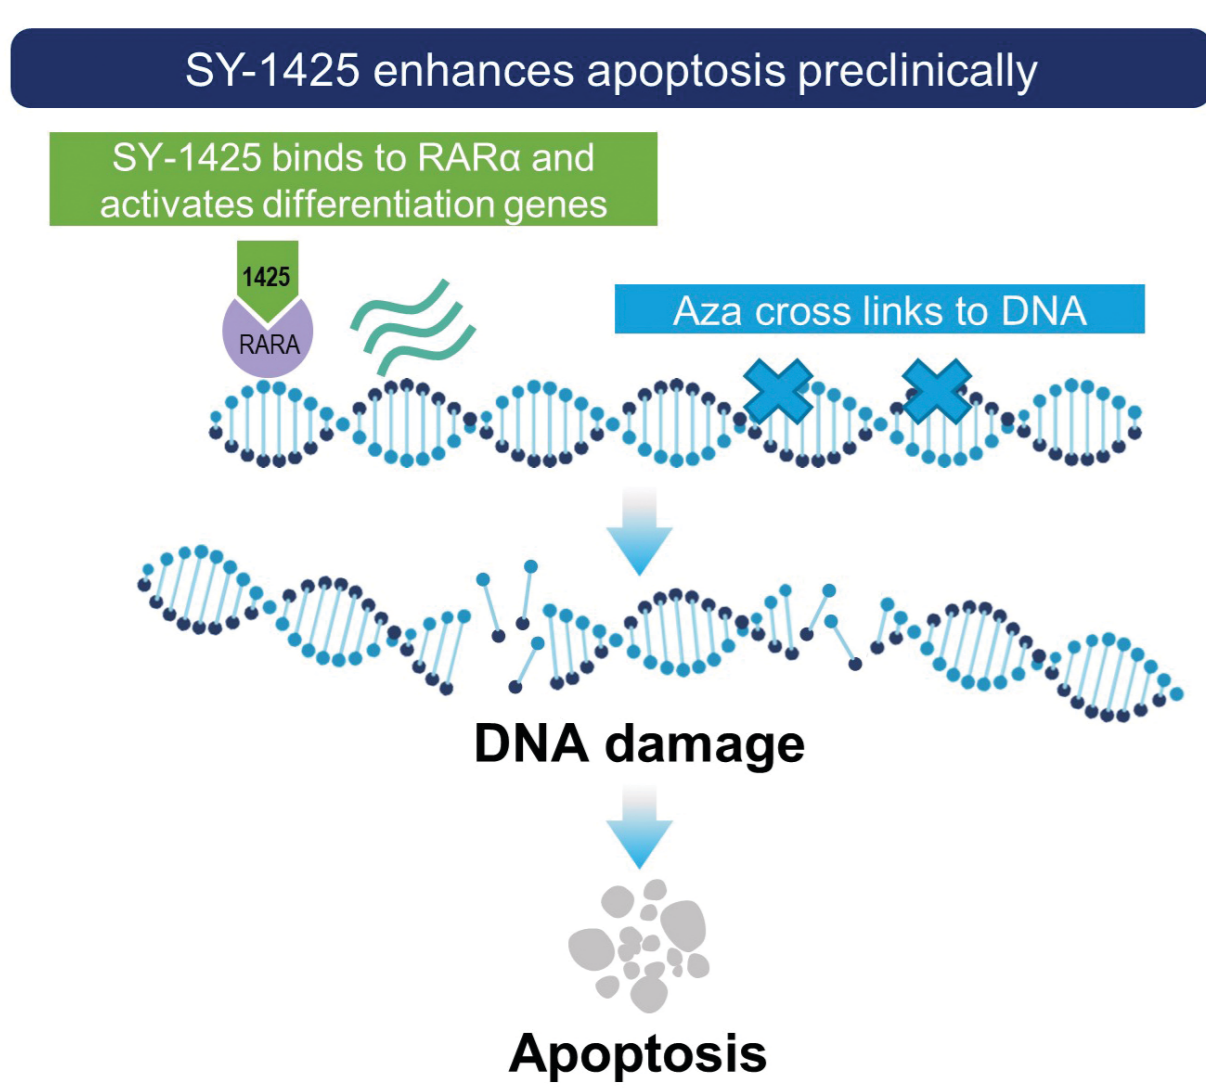 SY-1425 enhances apoptosis preclinically
SY-1425 binds to RARα and
activates differentiation genes
1425
RARA
Aza cross links to DNA
DNA damage
Apoptosis